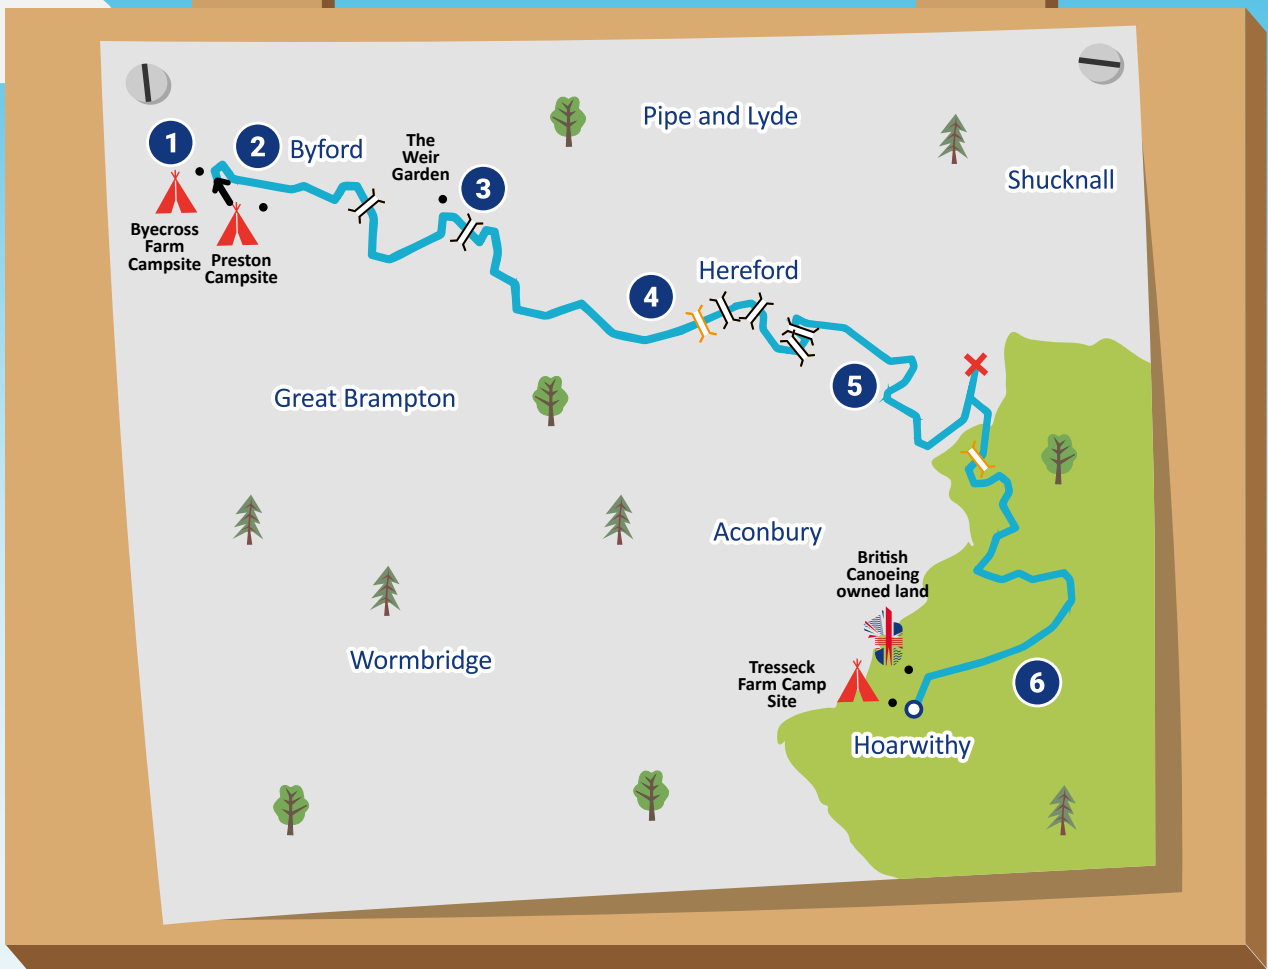 Pipe and Lyde
1
2
Byford
The
Weir
Garden
3
Shucknall
Byecross
Farm
Campsite
Preston
Campsite
Hereford
4
5
Great Brampton
Aconbury
British
Canoeing
owned land
Wormbridge
Tresseck
Farm Camp
Site
6
Hoarwithy